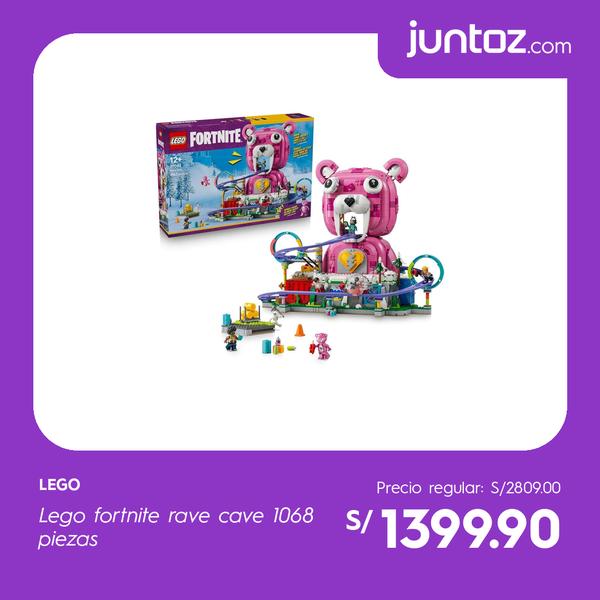 juntoz.com
LEGO FORTNITE
12+
LEGO
Precio regular: S/2809.00
Lego fortnite rave cave 1068
piezas
S/1399.90